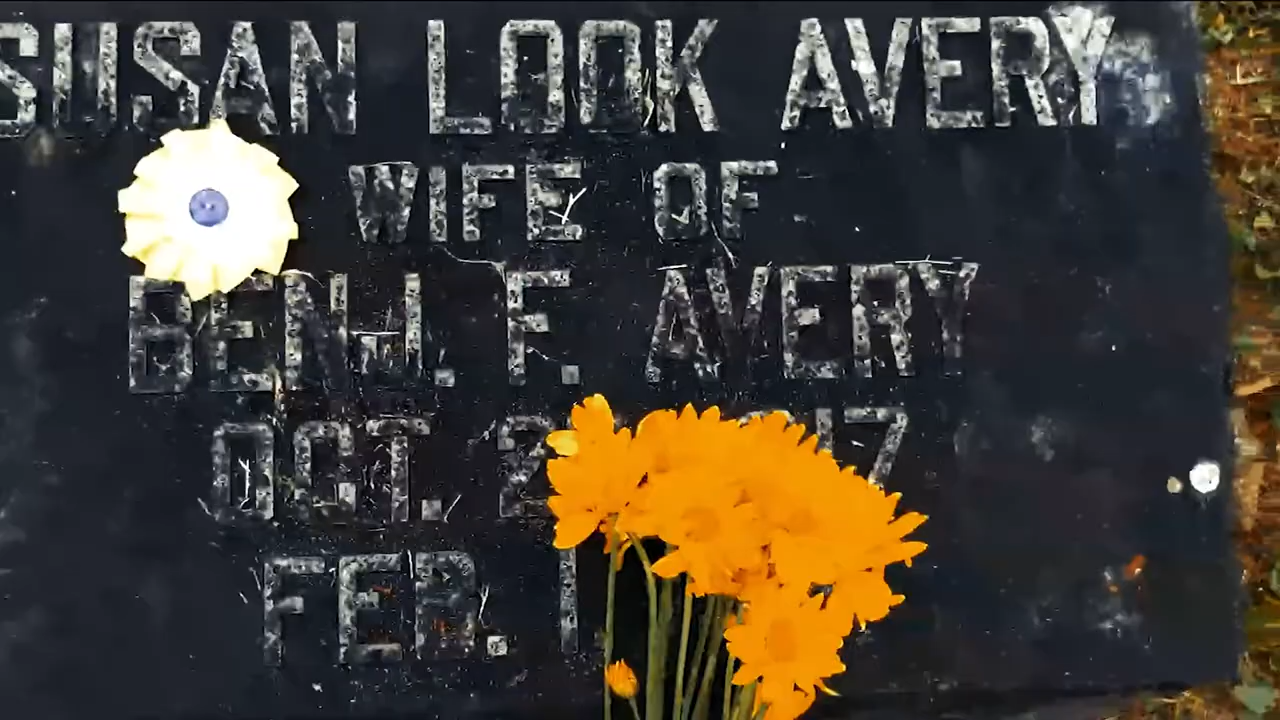 SUSAN LOOK AVERY
WIFE OF
BENJ. F. AVERY
OCT.
FEB.